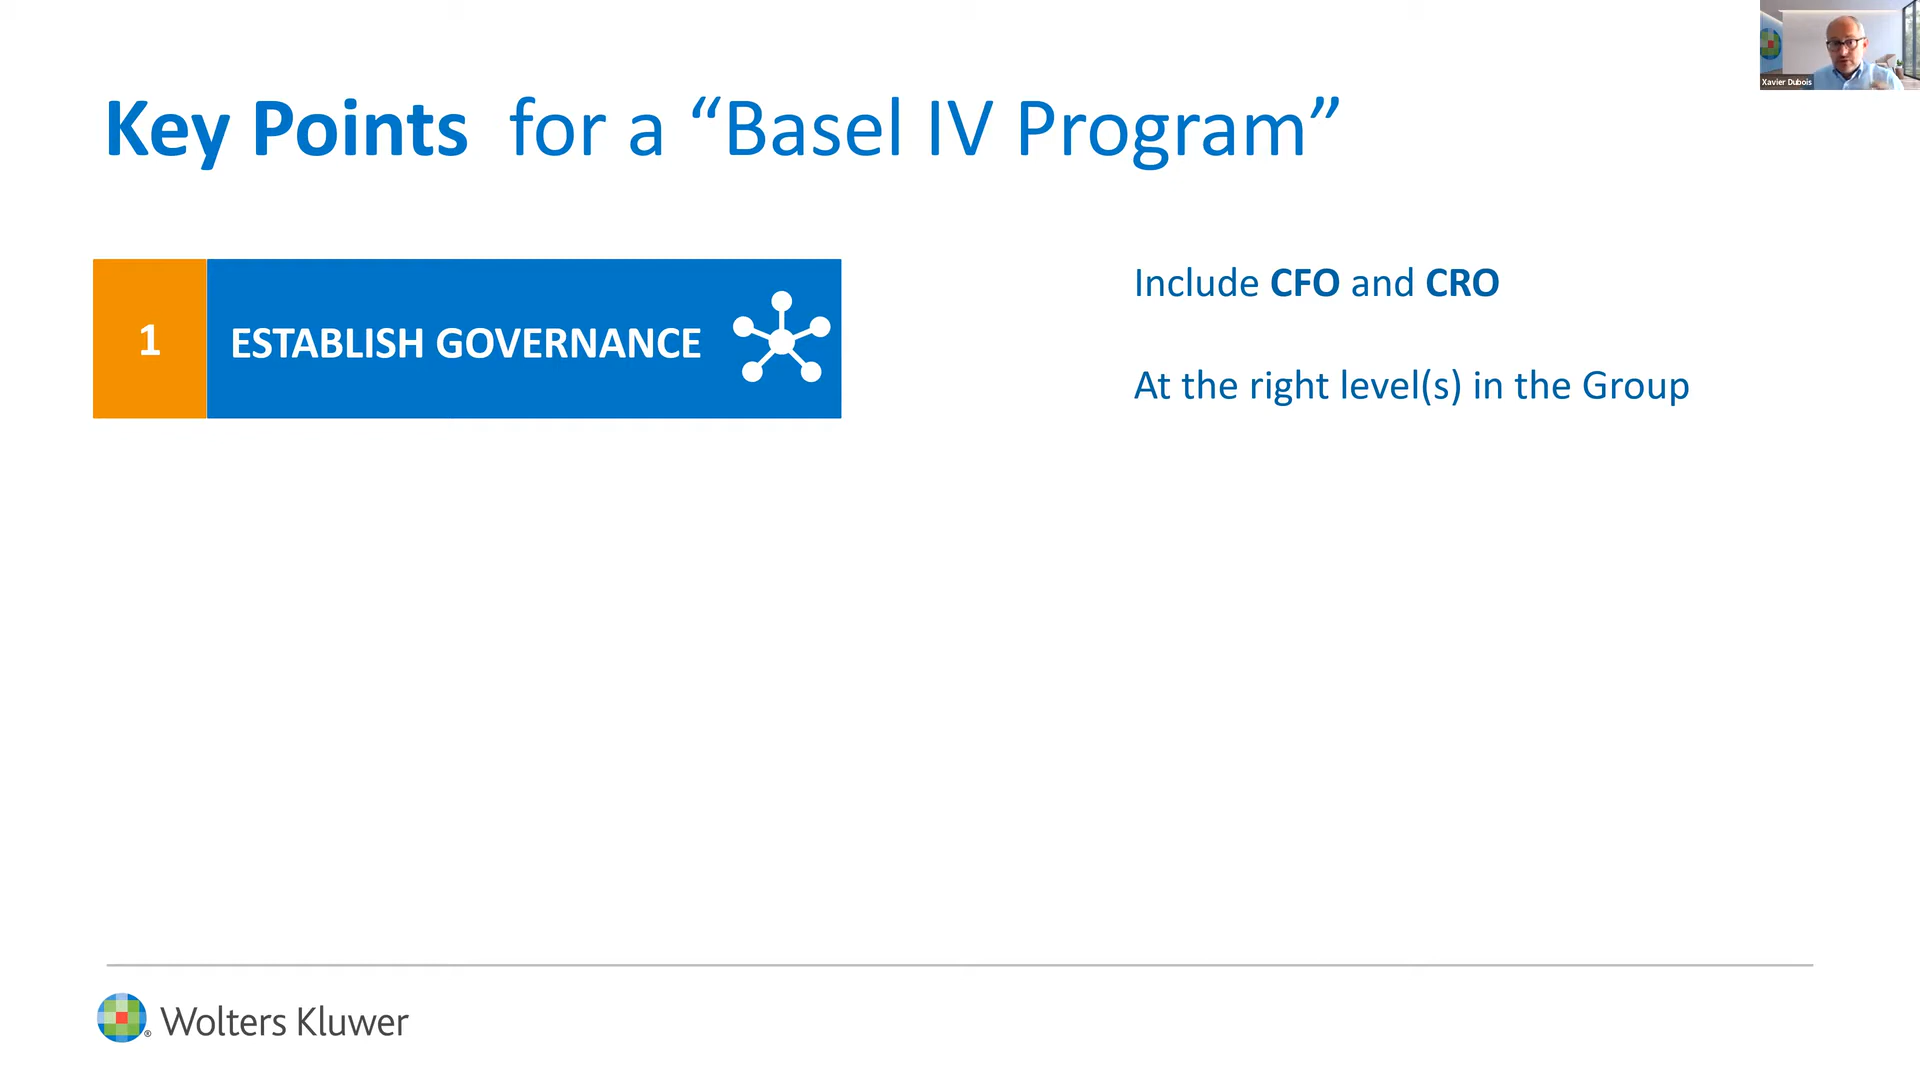 Key Points for a “Basel IV Program”
Xavier Dubois
1
ESTABLISH GOVERNANCE
Include CFO and CRO
At the right level(s) in the Group
® Wolters Kluwer